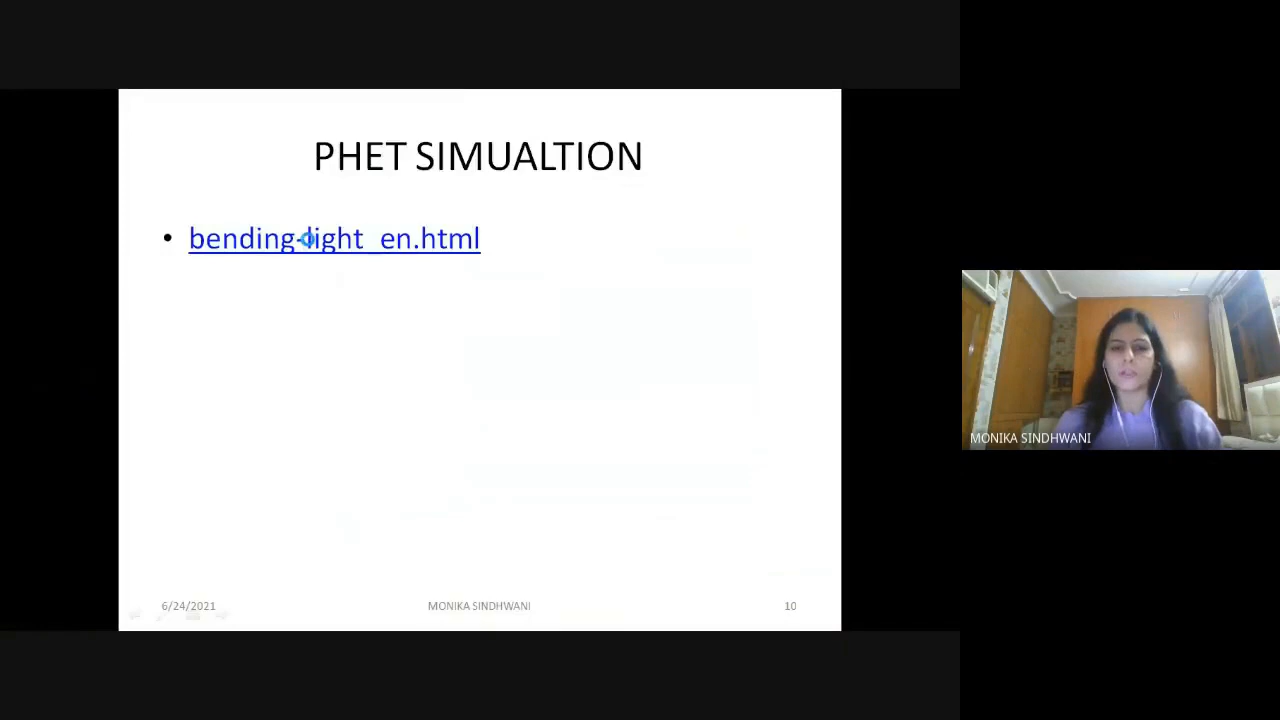 PHET SIMUALTION
• bending-light_en.html
6/24/2021
MONIKA SINDHWANI
10
MONIKA SINDHWANI